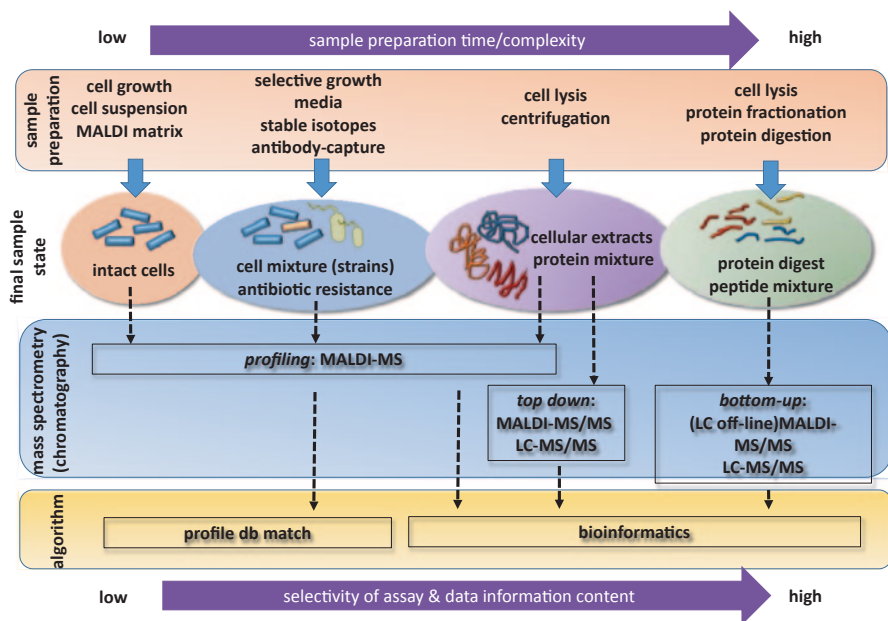 low
sample preparation time/complexity
high
sample
preparation
cell growth
cell suspension
MALDI matrix
selective growth
media
stable isotopes
antibody-capture
cell lysis
centrifugation
cell lysis
protein fractionation
protein digestion
final sample
state
intact cells
cell mixture (strains)
antibiotic resistance
cellular extracts
protein mixture
protein digest
peptide mixture
mass spectrometry
(chromatography)
profiling: MALDI-MS
top down:
MALDI-MS/MS
LC-MS/MS
bottom-up:
(LC off-line)MALDI-
MS/MS
LC-MS/MS
algorithm
profile db match
bioinformatics
low
selectivity of assay & data information content
high